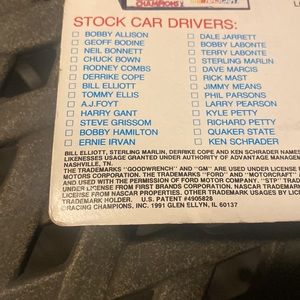 CHAMPIONS
STOCK CAR DRIVERS:
BOBBY ALLISON
GEOFF BODINE
NEIL BONNETT
CHUCK BOWN
RODNEY COMBS
DERRIKE COPE
BILL ELLIOTT
TOMMY ELLIS
A.J.FOYT
HARRY GANT
STEVE GRISSOM
BOBBY HAMILTON
ERNIE IRVAN
DALE JARRETT
BOBBY LABONTE
TERRY LABONTE
STERLING MARLIN
DAVE MARCIS
RICK MAST
JIMMY MEANS
PHIL PARSONS
LARRY PEARSON
KYLE PETTY
RICHARD PETTY
QUAKER STATE
KEN SCHRADER
BILL ELLIOTT, STERLING MARLIN, DERRIKE COPE AND KEN SCHRADER NAMES
LIKENESSES USAGE GRANTED UNDER AUTHORITY OF ADVANTAGE MANAGEM
NASHVILLE, TN.
THE TRADEMARKS "GOODWRENCH" AND "GM" ARE USED UNDER LICENSE
MOTORS CORPORATION. THE TRADEMARKS "FORD" AND "MOTORCRAFT"
AND USED WITH THE PERMISSION OF FORD MOTOR COMPANY. "STP" TRAD
UNDER LICENSE FROM FIRST BRANDS CORPORATION, NASCAR TRADEMAR
LICENSE FROM NASCAR PROPERTIES. OTHER TRADEMARKS USED BY LIC
TRADEMARK HOLDER. U.S. PATENT #4905828
©RACING CHAMPIONS, INC. 1991 GLEN ELLYN, IL 60137